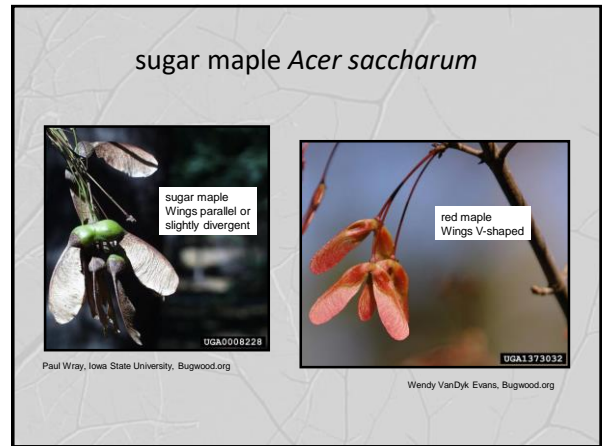 sugar maple Acer saccharum
sugar maple
Wings parallel or
slightly divergent
UGA0008228
Paul Wray, Iowa State University, Bugwood.org
red maple
Wings V-shaped
UGA1373032
Wendy VanDyk Evans, Bugwood.org